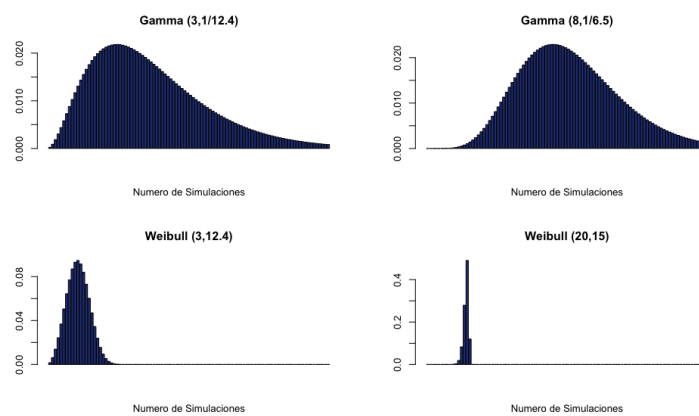 Gamma (3,1/12.4)
0.000 0.010 0.020
Numero de Simulaciones
Gamma (8,1/6.5)
0.000 0.010 0.020
Numero de Simulaciones
Weibull (3,12.4)
0.00 0.04 0.08
Numero de Simulaciones
Weibull (20,15)
0.0 0.2 0.4
Numero de Simulaciones